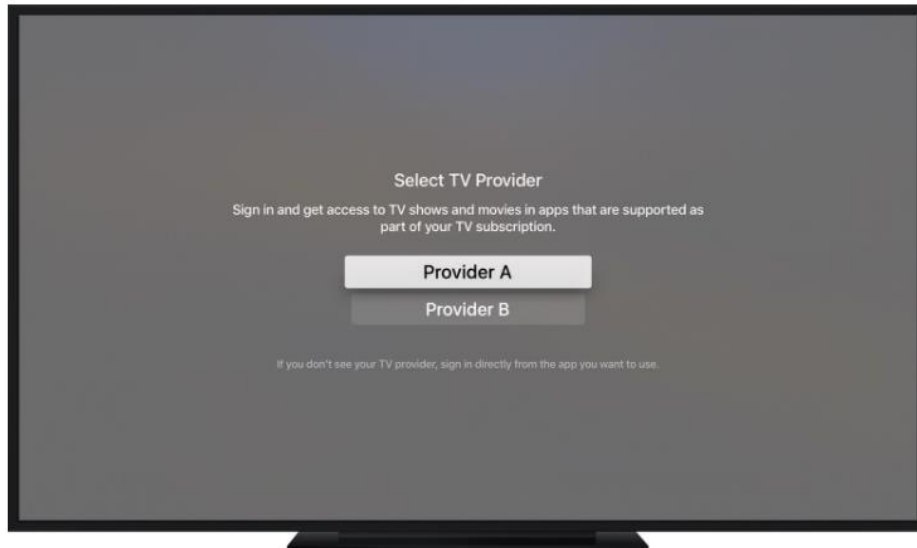 Select TV Provider
Sign in and get access to TV shows and movies in apps that are supported as
part of your TV subscription.
Provider A
Provider B
If you don't see your TV provider, sign in directly from the app you want to use.